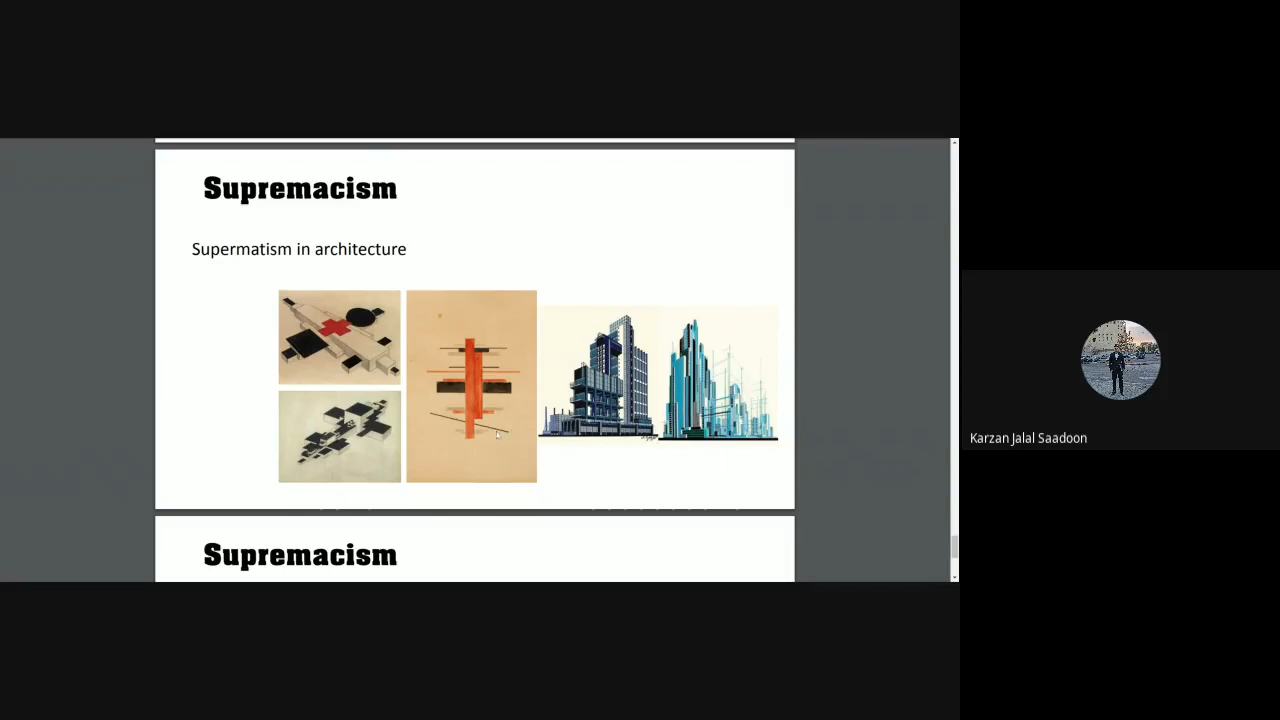 Supremacism
Supermatism in architecture
Supremacism
Karzan Jalal Saadoon